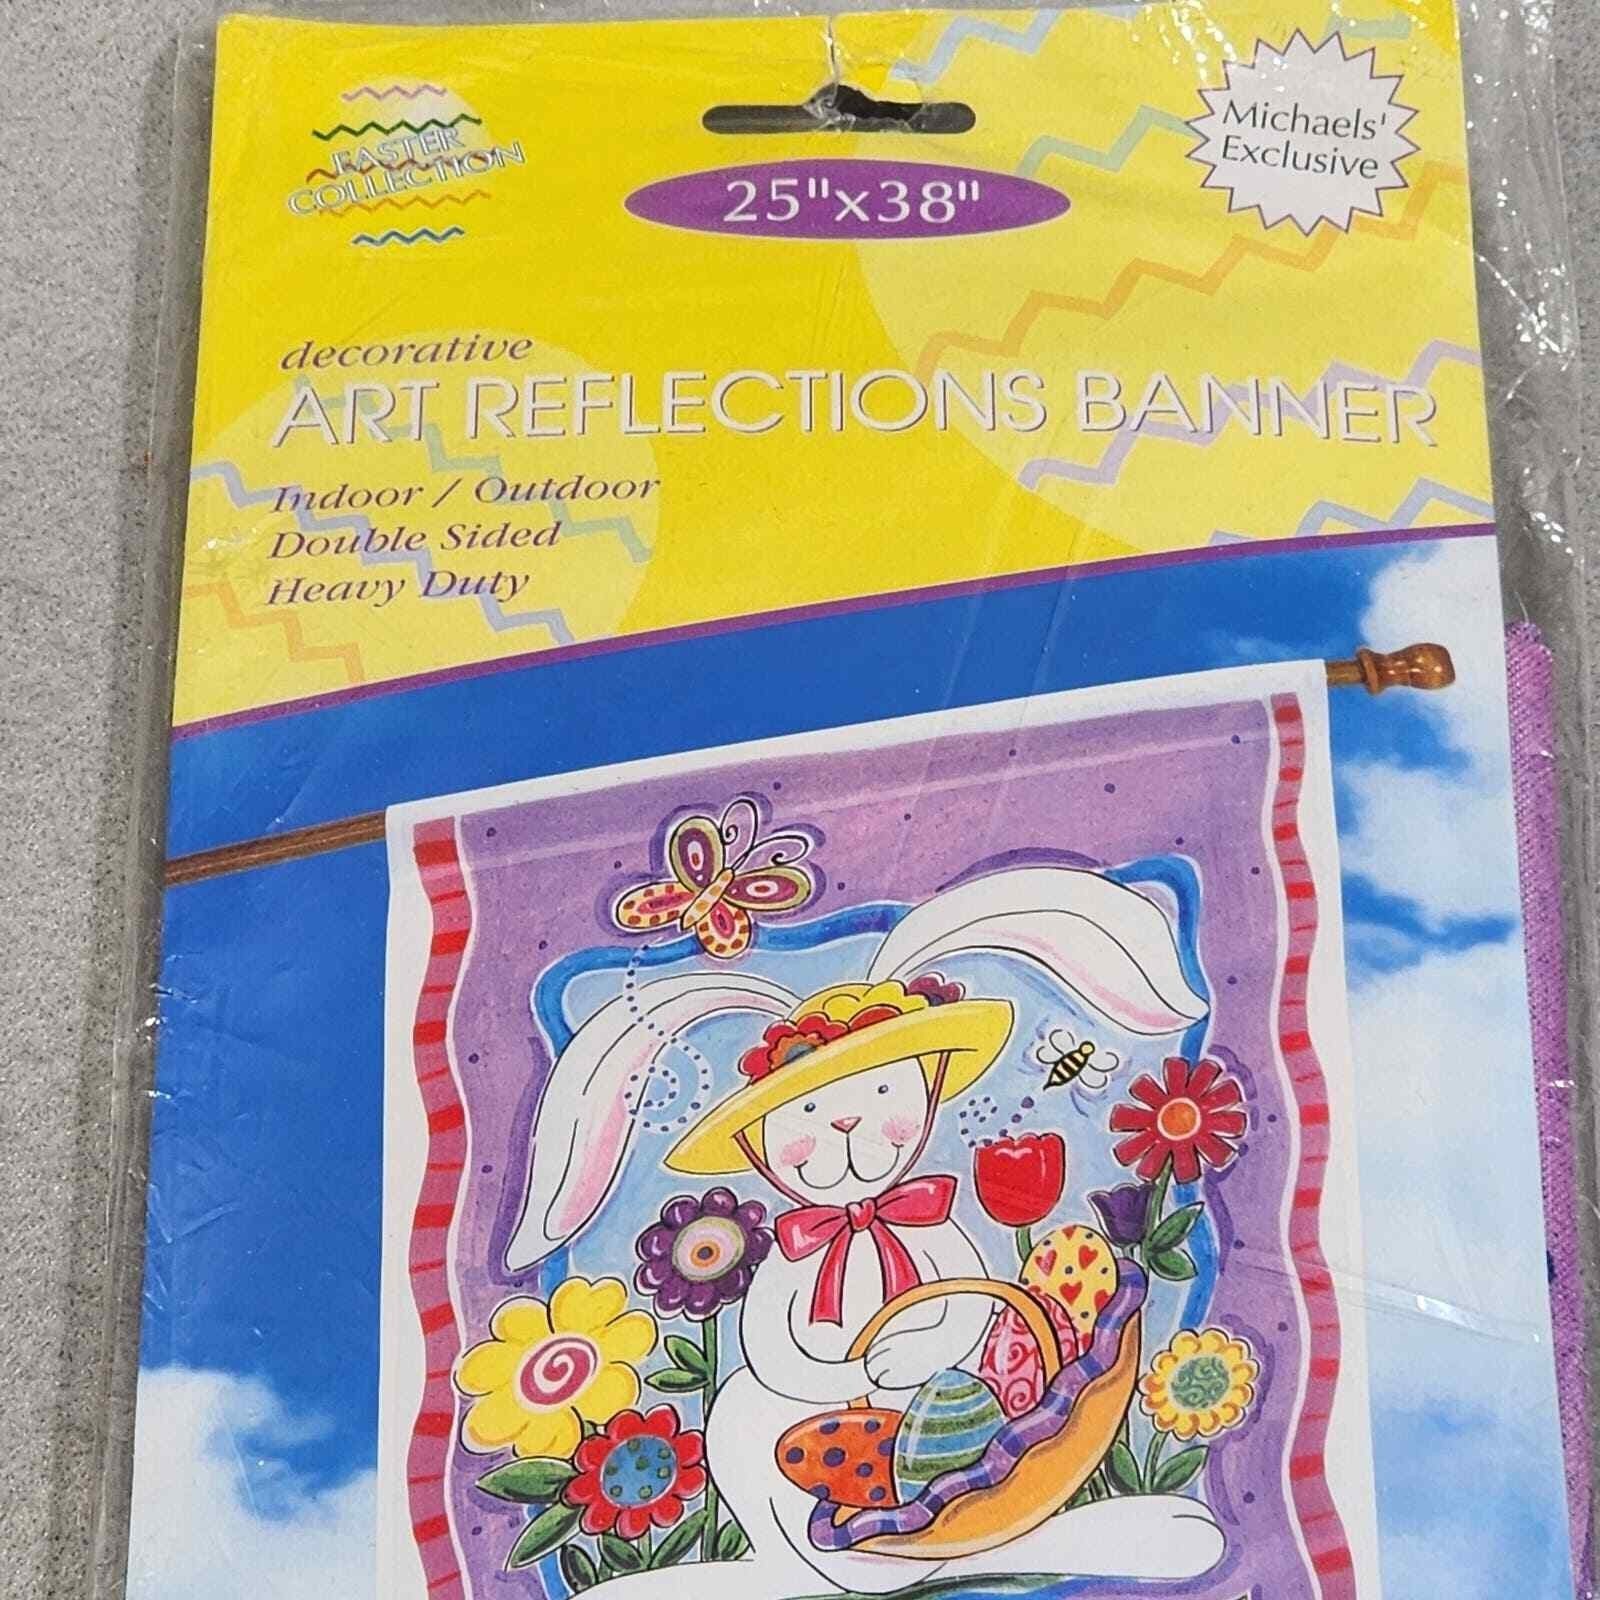 EASTER
COLLECTION
25"x38"
Michaels'
Exclusive
decorative
ART REFLECTIONS BANNER
Indoor / Outdoor
Double Sided
Heavy Duty